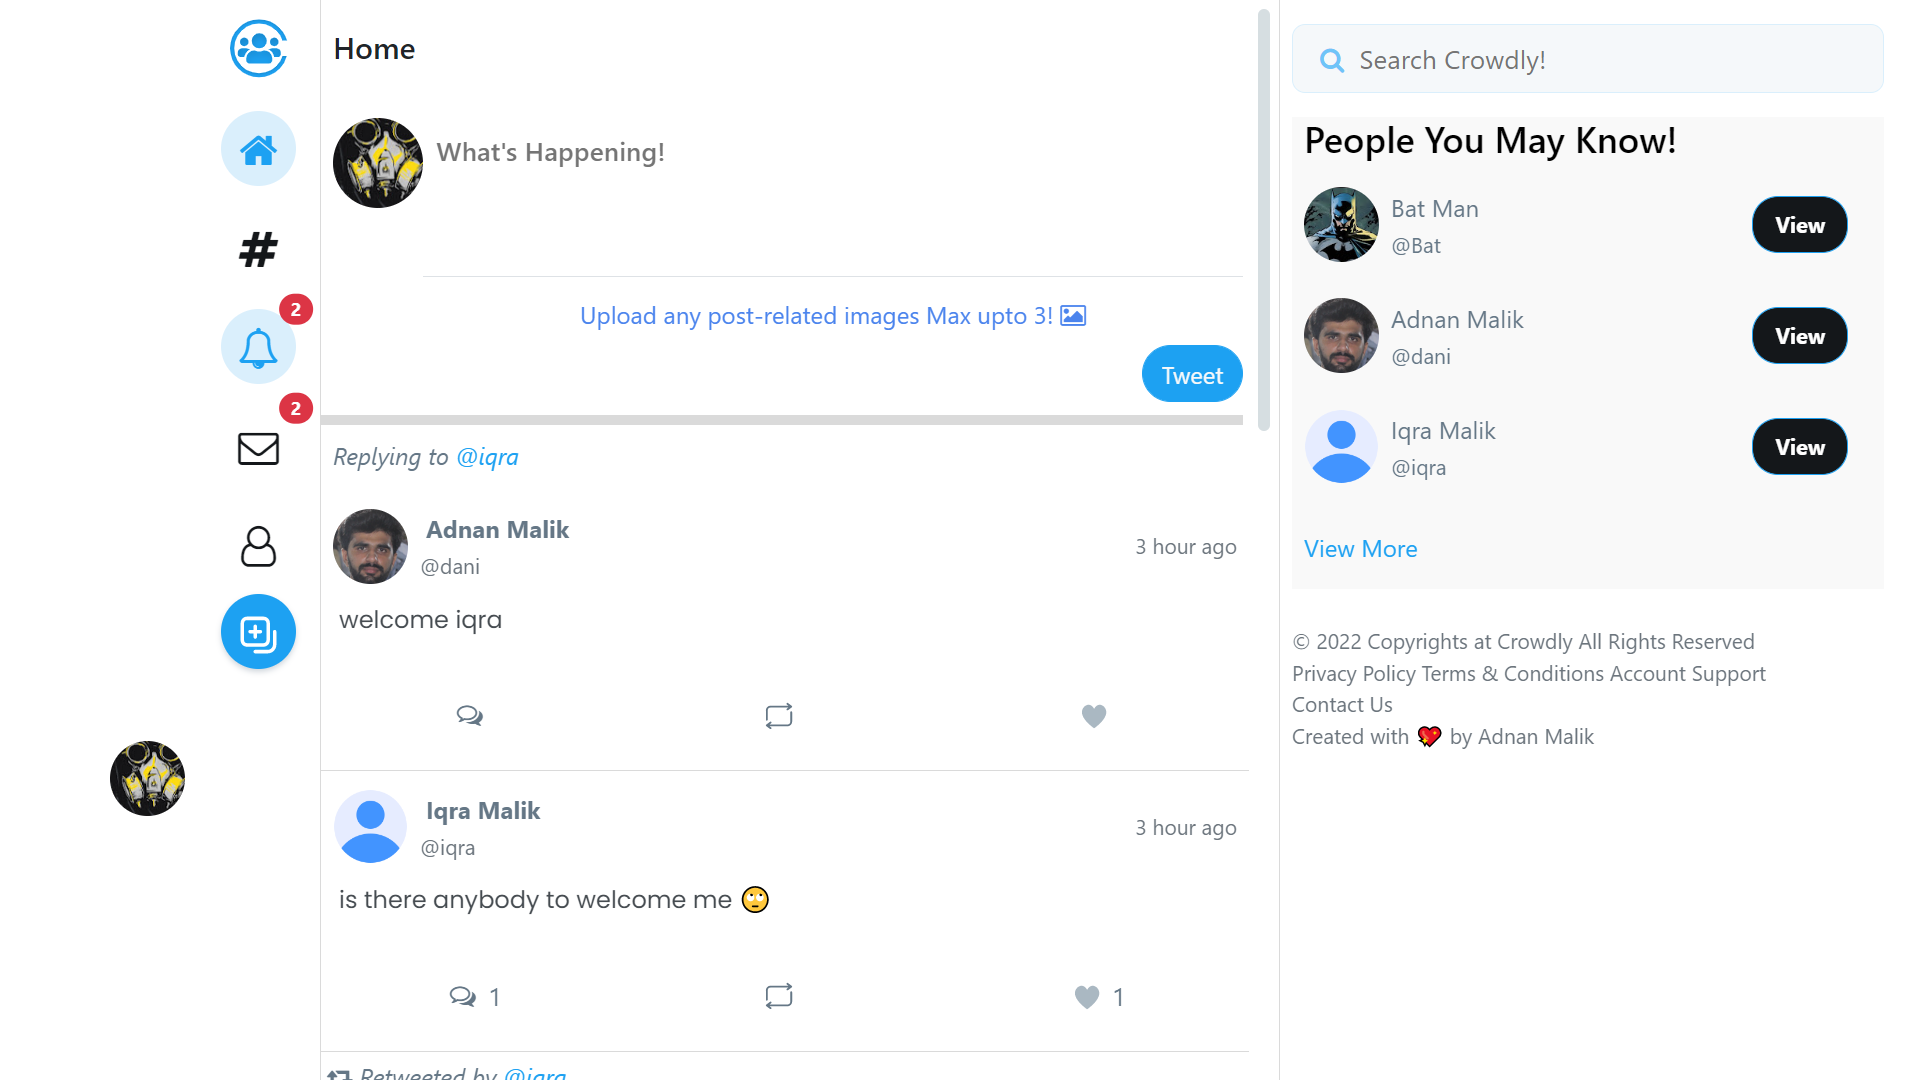 Home
What's Happening!
Upload any post-related images Max upto 3!
Tweet
2
2
Replying to @iqra
Adnan Malik
@dani
3 hour ago
welcome iqra
Iqra Malik
@iqra
3 hour ago
is there anybody to welcome me 🙄
1
1
Retweeted by @iqra
Search Crowdly!
People You May Know!
Bat Man
@Bat
View
Adnan Malik
@dani
View
Iqra Malik
@iqra
View
View More
© 2022 Copyrights at Crowdly All Rights Reserved
Privacy Policy Terms & Conditions Account Support
Contact Us
Created with 💖 by Adnan Malik